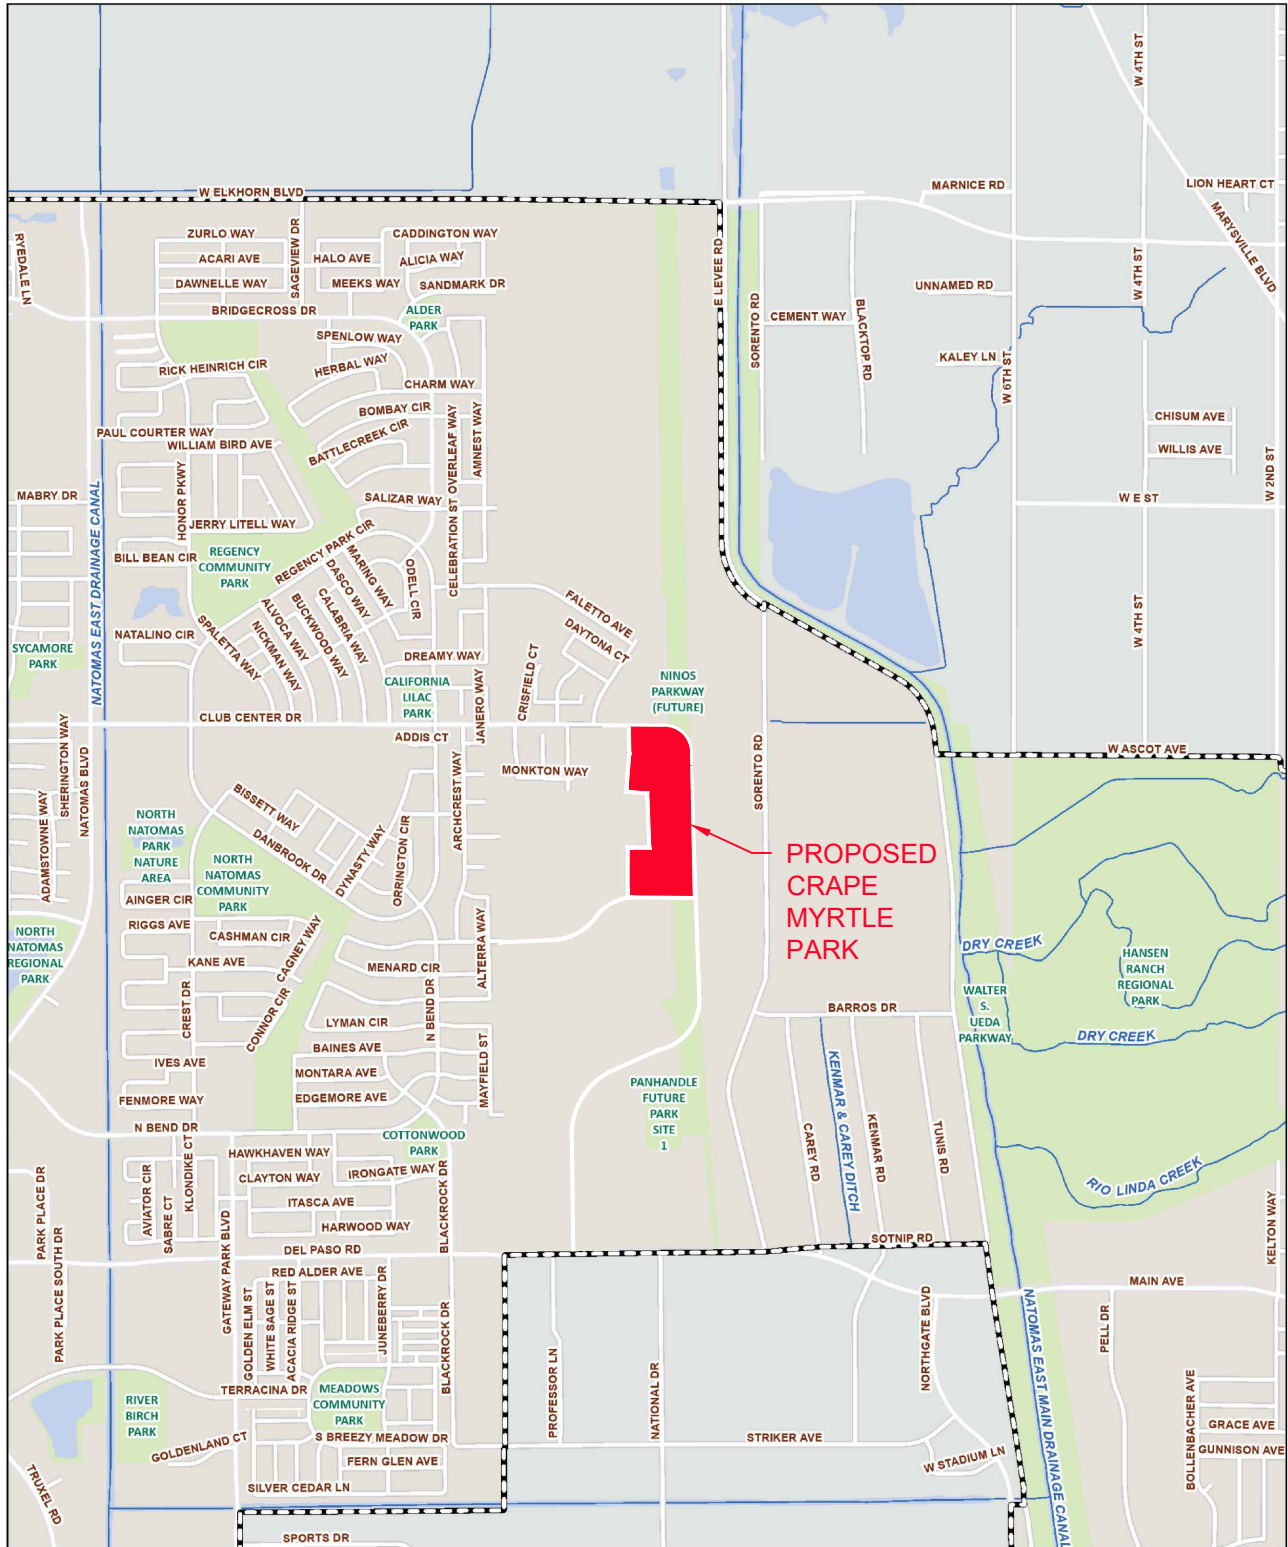 W 4TH ST
W ELKHORN BLVD
MARNICE RD
LION HEART CT
MARYSVILLE BLVD
RYEDALE LN
ZURLO WAY
SAGEVIEW DR
CADDINGTON WAY
ACARI AVE
HALO AVE
ALICIA WAY
DAWNELLE WAY
MEEKS WAY
SANDMARK DR
E LEVEE RD
W 4TH ST
UNNAMED RD
BRIDGECROSS DR
ALDER
PARK
SORENTO RD
CEMENT WAY
BLACKTOP RD
SPENLOW WAY
RICK HEINRICH CIR
HERBAL WAY
KALEY LN
W 6TH ST
CHARM WAY
BOMBAY CIR
CHISUM AVE
PAUL COURTER WAY
WILLIAM BIRD AVE
BATTLECREEK CIR
CELEBRATION ST
OVERLEAF WAY
AMNEST WAY
WILLIS AVE
W 2ND ST
MABRY DR
HONOR PKWY
SALIZAR WAY
W E ST
NATOMAS EAST DRAINAGE CANAL
JERRY LITELL WAY
BILL BEAN CIR
REGENCY
COMMUNITY
PARK
REGENCY PARK CIR
MARING WAY
DASCO WAY
ODELL CIR
CALABRIA WAY
BUCKWOOD WAY
ALVOCA WAY
NICKMAN WAY
SPALETTA WAY
FALETTO AVE
DAYTONA CT
W 4TH ST
NATALINO CIR
SYCAMORE
PARK
DREAMY WAY
CRISFIELD CT
CALIFORNIA
LILAC
PARK
JANERO WAY
NINOS
PARKWAY
(FUTURE)
CLUB CENTER DR
ADDIS CT
SHERINGTON WAY
NATOMAS BLVD
W ASCOT AVE
MONKTON WAY
SORENTO RD
BISSETT WAY
ARCHCREST WAY
ADAMSTOWNE WAY
NORTH
NATOMAS
PARK
NATURE
AREA
DANBROOK DR
DYNASTY WAY
ORRINGTON CIR
NORTH
NATOMAS
COMMUNITY
PARK
PROPOSED
CRAPE
MYRTLE
PARK
AINGER CIR
RIGGS AVE
CASHMAN CIR
CAGNEY WAY
ALTERRA WAY
NORTH
NATOMAS
REGIONAL
PARK
KANE AVE
MENARD CIR
DRY CREEK
HANSEN
RANCH
REGIONAL
PARK
CREST DR
CONNOR CIR
N BEND DR
WALTER
S.
UEDA
PARKWAY
BARROS DR
LYMAN CIR
DRY CREEK
BAINES AVE
IVES AVE
MONTARA AVE
MAYFIELD ST
KENMAR & CAREY DITCH
FENMORE WAY
EDGEMORE AVE
PANHANDLE
FUTURE
PARK
SITE
1
N BEND DR
COTTONWOOD
PARK
CAREY RD
KENMAR RD
TUNIS RD
KLONDIKE CT
HAWKHAVEN WAY
CLAYTON WAY
IRONGATE WAY
RIO LINDA CREEK
AVIATOR CIR
SABRE CT
ITASCA AVE
HARWOOD WAY
BLACKROCK DR
PARK PLACE DR
PARK PLACE SOUTH DR
GATEWAY PARK BLVD
DEL PASO RD
SOTNIP RD
KELTON WAY
RED ALDER AVE
MAIN AVE
GOLDEN ELM ST
WHITE SAGE ST
ACACIA RIDGE ST
JUNEBERRY DR
BLACKROCK DR
PROFESSOR LN
NATIONAL DR
NORTHGATE BLVD
NATOMAS EAST MAIN DRAINAGE CANAL
PELL DR
TERRACINA DR
MEADOWS
COMMUNITY
PARK
RIVER
BIRCH
PARK
BOLLENBACHER AVE
GRACE AVE
GOLDENLAND CT
S BREEZY MEADOW DR
STRIKER AVE
GUNNISON AVE
FERN GLEN AVE
W STADIUM LN
TRUXEL RD
SILVER CEDAR LN
SPORTS DR